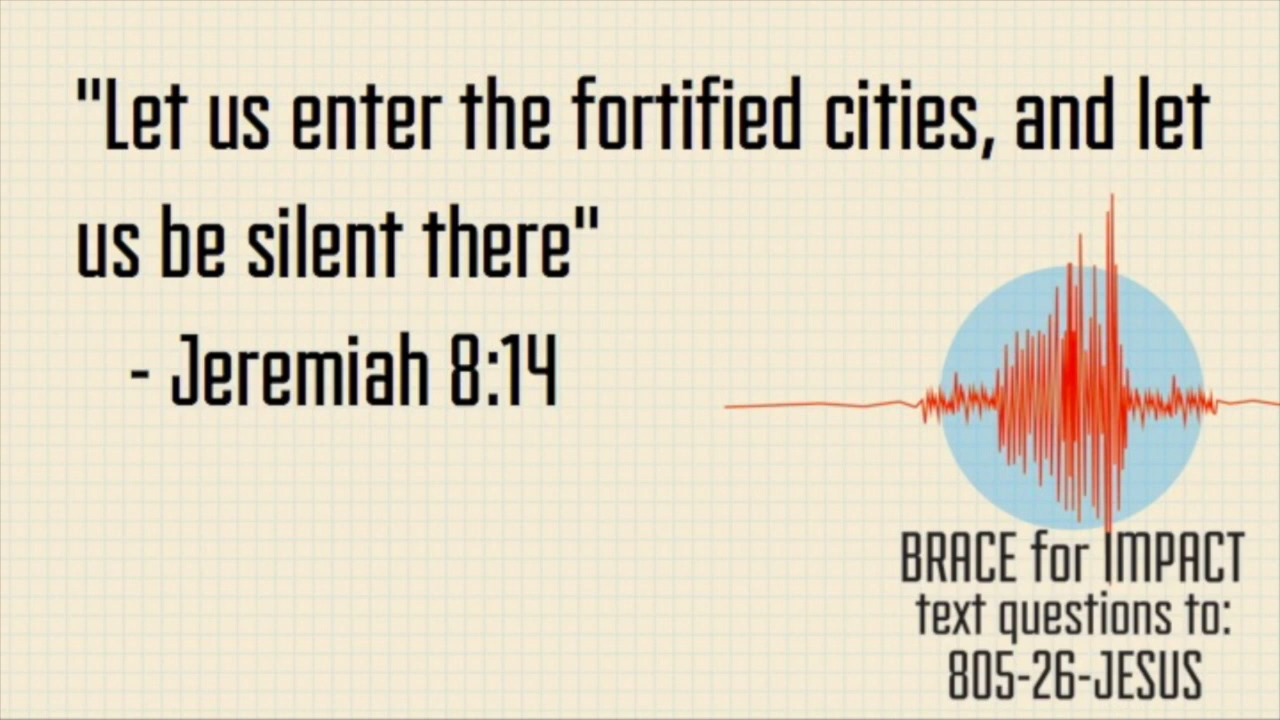 "Let us enter the fortified cities, and let
us be silent there"
- Jeremiah 8:14
BRACE for IMPACT
text questions to:
805-26-JESUS